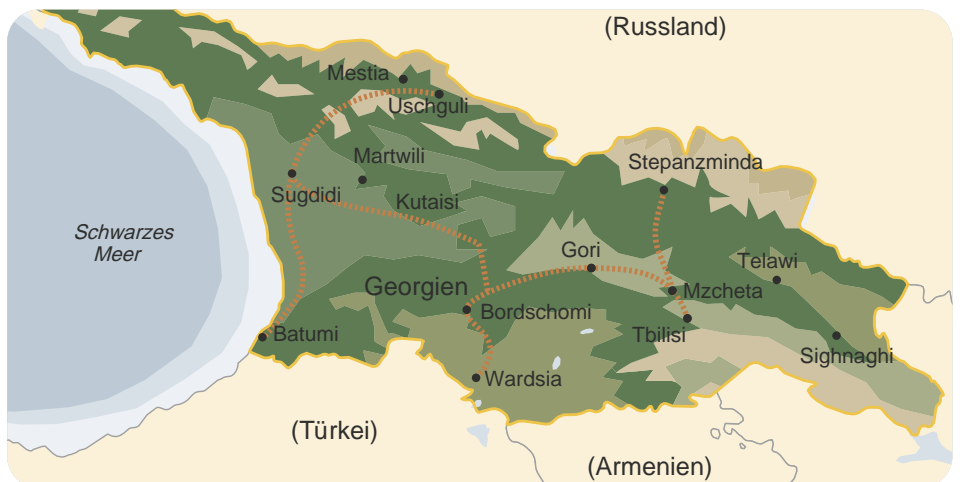 (Russland)
Mestia
Uschguli
Martwili
Stepanzminda
Sugdidi
Kutaisi
Schwarzes
Meer
Gori
Telawi
Georgien
Mzcheta
Bordschomi
Batumi
Tbilisi
Sighnaghi
Wardsia
(Türkei)
(Armenien)